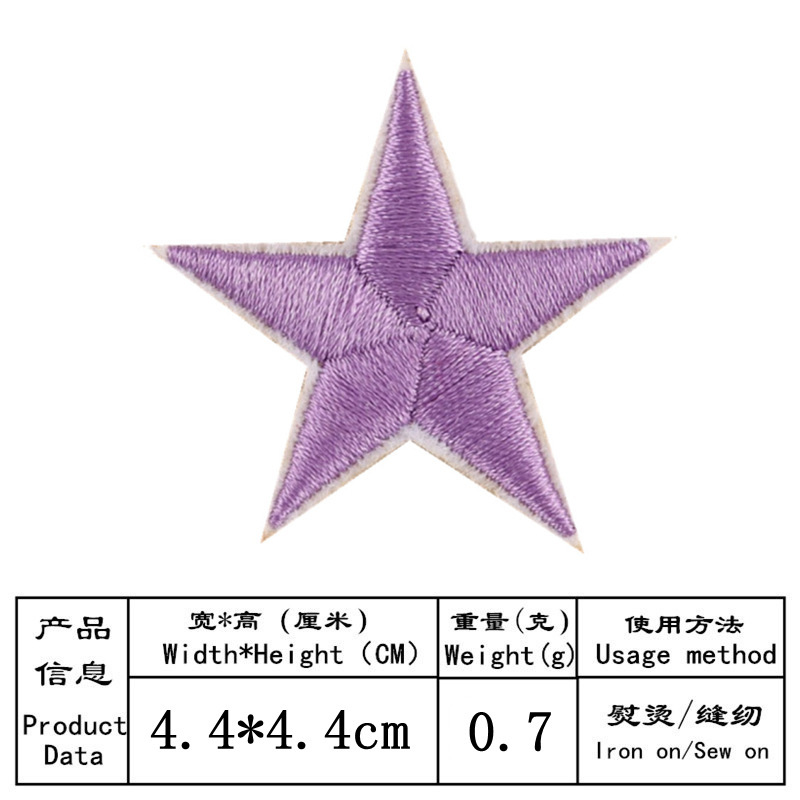 产品
信息
Product
Data
宽*高 (厘米)
Width*Height (CM)
重量(克)
Weight(g)
使用方法
Usage method
4.4*4.4cm
0.7
熨烫/缝纫
Iron on/Sew on